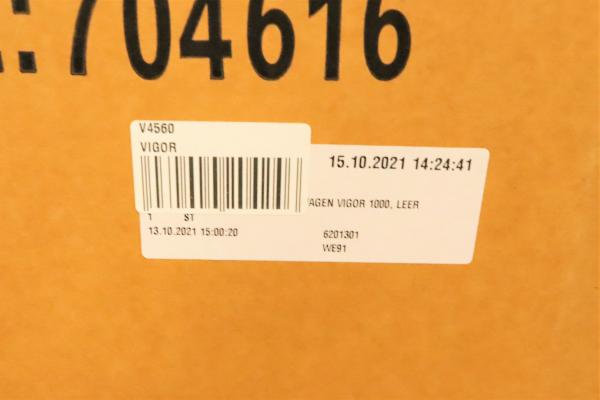 :704616
V4560
VIGOR
15.10.2021 14:24:41
VIGOR 1000, LEER
1 ST
13.10.2021 15:00:20
6201301
WE91